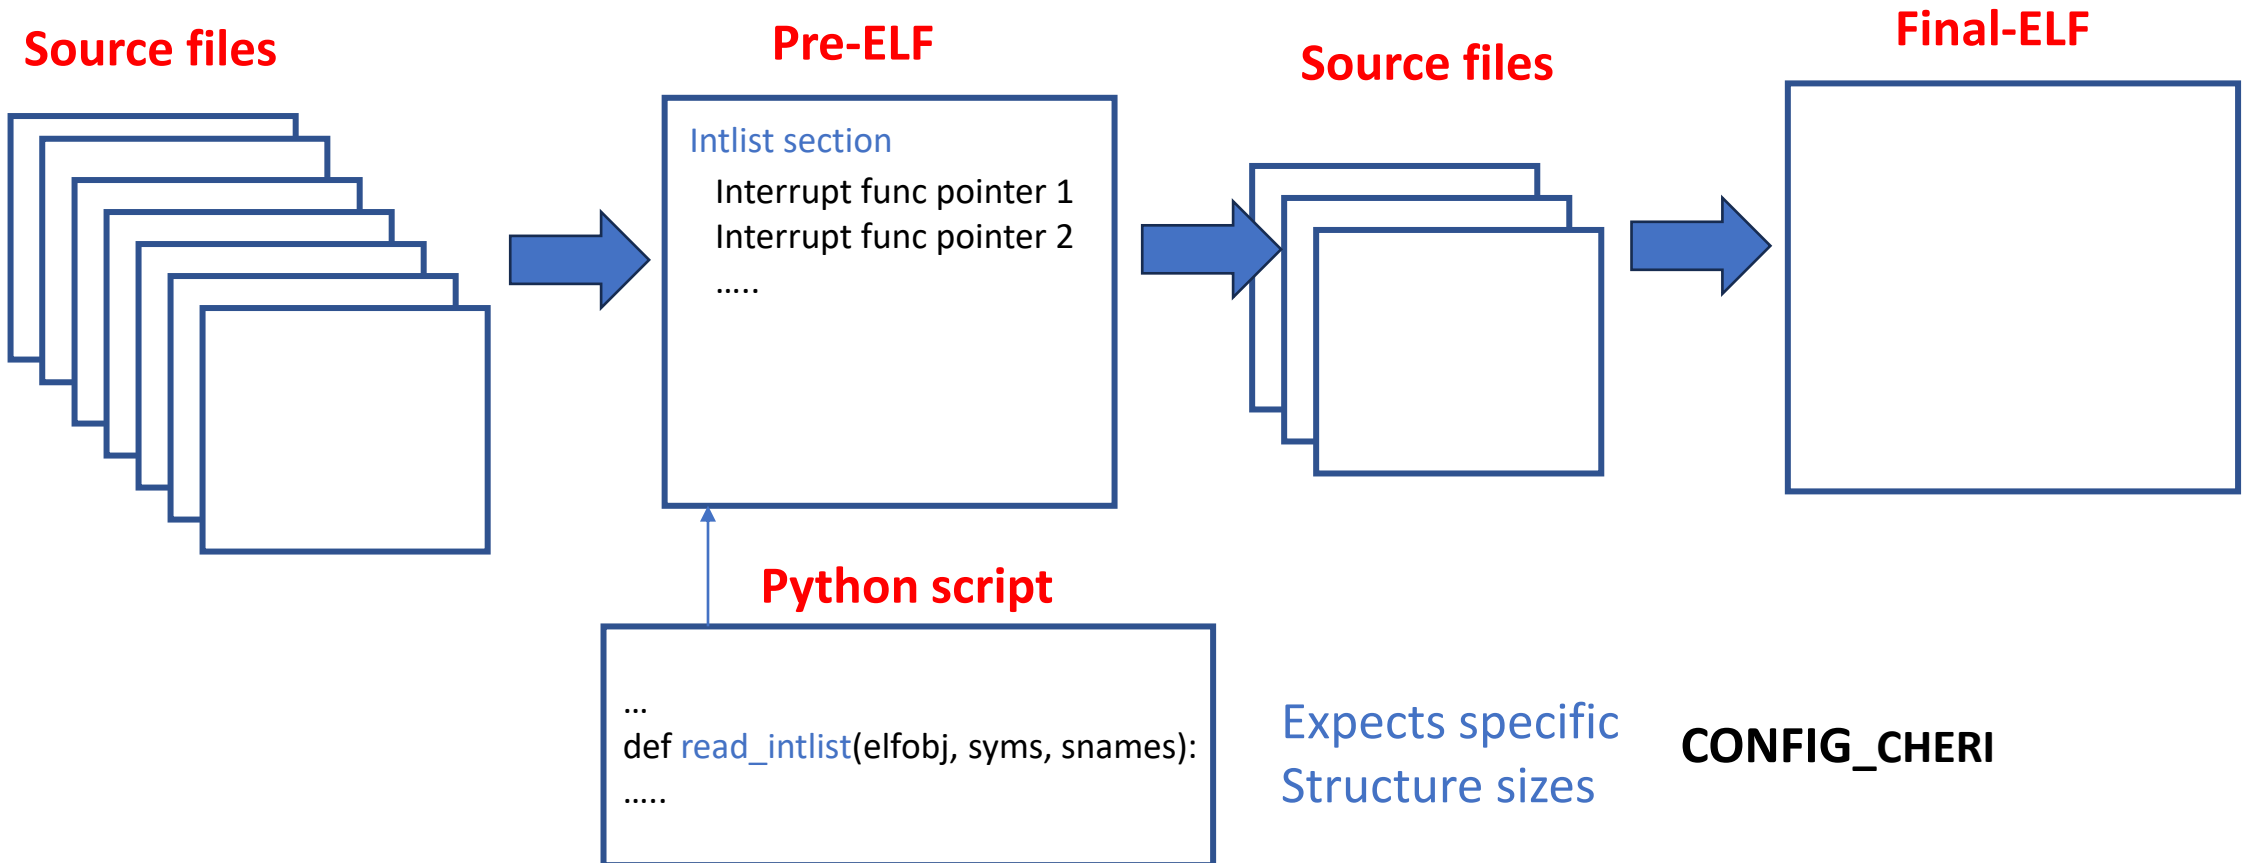 Source files
Pre-ELF
Source files
Final-ELF
Intlist section
Interrupt func pointer 1
Interrupt func pointer 2
.....
Python script
...
def read_intlist(elfobj, syms, snames):
.....
Expects specific
Structure sizes
CONFIG_CHERI